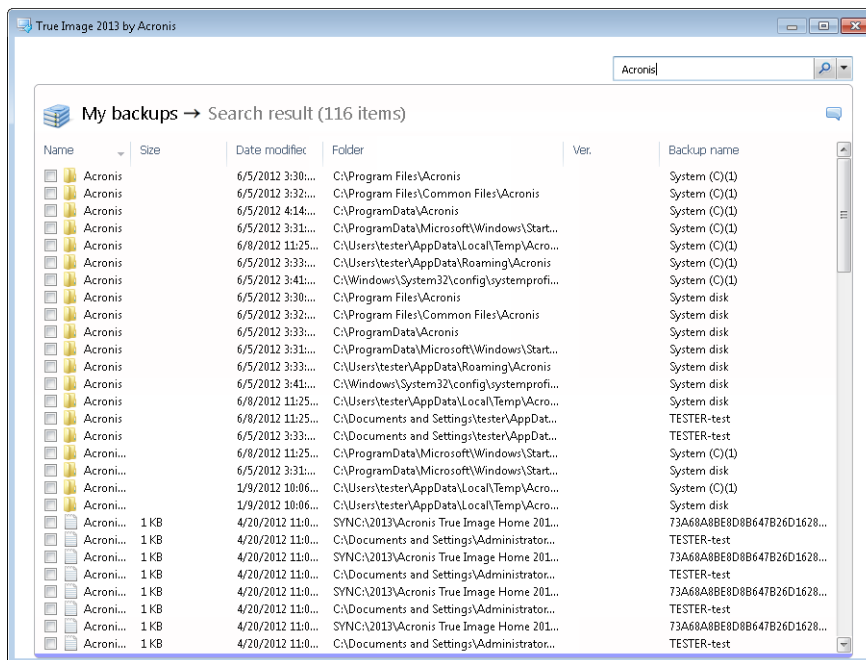 True Image 2013 by Acronis
Acronis
My backups → Search result (116 items)
Name Size Date modified Folder Ver. Backup name
Acronis 6/5/2012 3:30:... C:\Program Files\Acronis System (C)(1)
Acronis 6/5/2012 3:32:... C:\Program Files\Common Files\Acronis System (C)(1)
Acronis 6/5/2012 4:14:... C:\ProgramData\Acronis System (C)(1)
Acronis 6/5/2012 3:31:... C:\ProgramData\Microsoft\Windows\Start... System (C)(1)
Acronis 6/8/2012 11:25... C:\Users\tester\AppData\Local\Temp\Acro... System (C)(1)
Acronis 6/5/2012 3:33:... C:\Users\tester\AppData\Roaming\Acronis System (C)(1)
Acronis 6/5/2012 3:41:... C:\Windows\System32\config\systemprofi... System (C)(1)
Acronis 6/5/2012 3:30:... C:\Program Files\Acronis System disk
Acronis 6/5/2012 3:32:... C:\Program Files\Common Files\Acronis System disk
Acronis 6/5/2012 3:33:... C:\ProgramData\Acronis System disk
Acronis 6/5/2012 3:31:... C:\ProgramData\Microsoft\Windows\Start... System disk
Acronis 6/5/2012 3:33:... C:\Users\tester\AppData\Roaming\Acronis System disk
Acronis 6/5/2012 3:41:... C:\Windows\System32\config\systemprofi... System disk
Acronis 6/8/2012 11:25... C:\Users\tester\AppData\Local\Temp\Acro... System disk
Acronis 6/8/2012 11:25... C:\Documents and Settings\tester\AppDat... TESTER-test
Acronis 6/5/2012 3:33:... C:\Documents and Settings\tester\AppDat... TESTER-test
Acroni... 6/8/2012 11:25... C:\ProgramData\Microsoft\Windows\Start... System (C)(1)
Acroni... 6/5/2012 3:31:... C:\ProgramData\Microsoft\Windows\Start... System disk
Acroni... 1/9/2012 10:06... C:\Users\tester\AppData\Local\Temp\Acro... System (C)(1)
Acroni... 1/9/2012 10:06... C:\Users\tester\AppData\Local\Temp\Acro... System disk
Acroni... 1 KB 4/20/2012 11:0... SYNC:\2013\Acronis True Image Home 201... 73A68A8BE8D8B647B26D1628...
Acroni... 1 KB 4/20/2012 11:0... C:\Documents and Settings\Administrator... TESTER-test
Acroni... 1 KB 4/20/2012 11:0... SYNC:\2013\Acronis True Image Home 201... 73A68A8BE8D8B647B26D1628...
Acroni... 1 KB 4/20/2012 11:0... C:\Documents and Settings\Administrator... TESTER-test
Acroni... 1 KB 4/20/2012 11:0... SYNC:\2013\Acronis True Image Home 201... 73A68A8BE8D8B647B26D1628...
Acroni... 1 KB 4/20/2012 11:0... C:\Documents and Settings\Administrator... TESTER-test
Acroni... 1 KB 4/20/2012 11:0... SYNC:\2013\Acronis True Image Home 201... 73A68A8BE8D8B647B26D1628...
Acroni... 1 KB 4/20/2012 11:0... C:\Documents and Settings\Administrator... TESTER-test